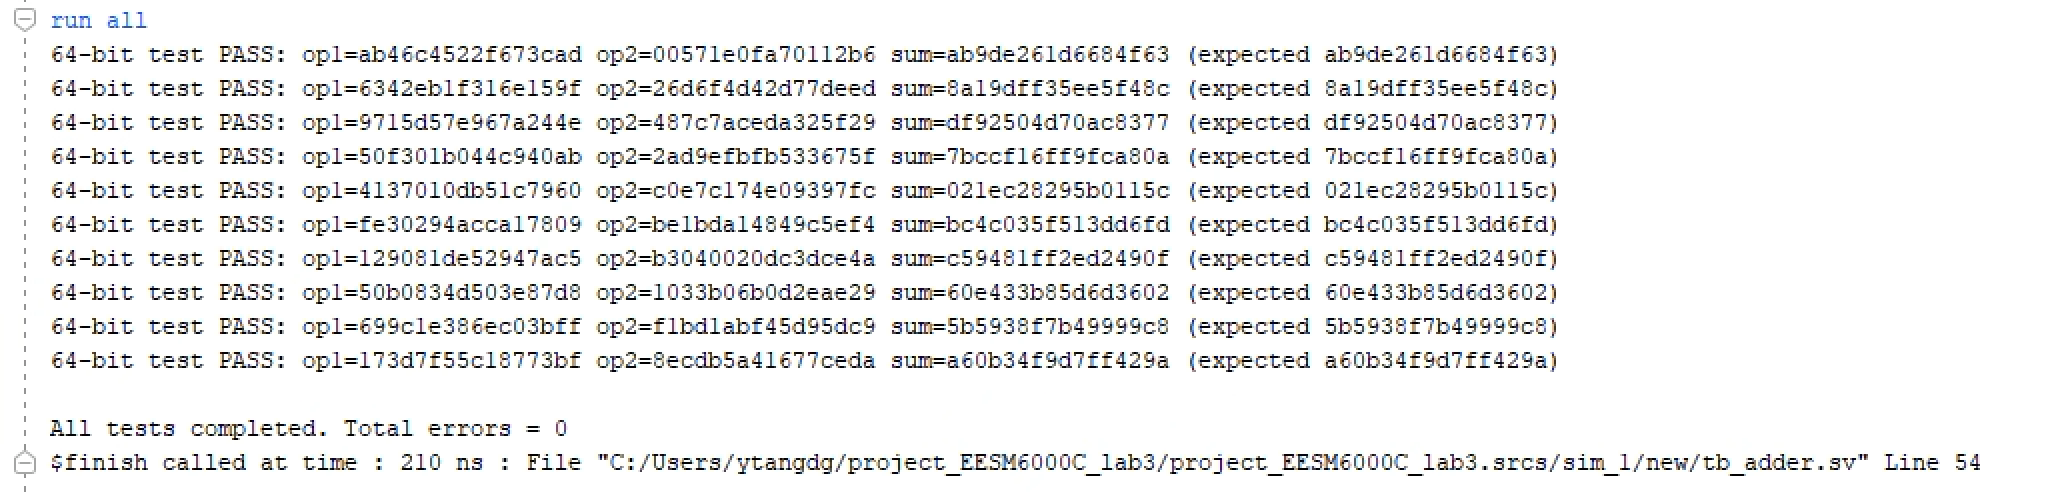 run all
64-bit test PASS: op1=ab46c4522f673cad op2=00571e0fa70112b6 sum=ab9de261d6684f63 (expected ab9de261d6684f63)
64-bit test PASS: op1=6342eb1f316e159f op2=26d6f4d42d77deed sum=8a19dff35ee5f48c (expected 8a19dff35ee5f48c)
64-bit test PASS: op1=9715d57e967a244e op2=487c7aceda325f29 sum=df92504d70ac8377 (expected df92504d70ac8377)
64-bit test PASS: op1=50f301b044c940ab op2=2ad9efbfb533675f sum=7bccf16ff9fca80a (expected 7bccf16ff9fca80a)
64-bit test PASS: op1=4137010db51c7960 op2=c0e7c174e09397fc sum=021ec28295b0115c (expected 021ec28295b0115c)
64-bit test PASS: op1=fe30294acca17809 op2=be1bda14849c5ef4 sum=bc4c035f513dd6fd (expected bc4c035f513dd6fd)
64-bit test PASS: op1=129081de52947ac5 op2=b3040020dc3dce4a sum=c59481ff2ed2490f (expected c59481ff2ed2490f)
64-bit test PASS: op1=50b0834d503e87d8 op2=1033b06b0d2eae29 sum=60e433b85d6d3602 (expected 60e433b85d6d3602)
64-bit test PASS: op1=699c1e386ec03bff op2=f1bd1abf45d95dc9 sum=5b5938f7b49999c8 (expected 5b5938f7b49999c8)
64-bit test PASS: op1=173d7f55c18773bf op2=8ecdb5a41677ceda sum=a60b34f9d7ff429a (expected a60b34f9d7ff429a)
All tests completed. Total errors = 0
$finish called at time : 210 ns : File "C:/Users/ytangdg/project_EESM6000C_lab3/project_EESM6000C_lab3.srcs/sim_1/new/tb_adder.sv" Line 54